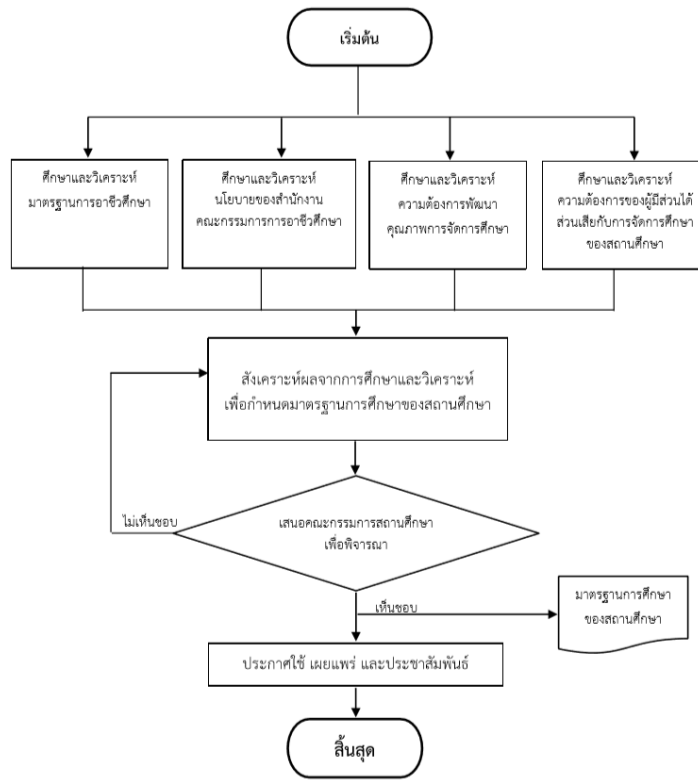 เริ่มต้น
ศึกษาและวิเคราะห์
มาตรฐานการอาชีวศึกษา
ศึกษาและวิเคราะห์
นโยบายของสำนักงาน
คณะกรรมการการอาชีวศึกษา
ศึกษาและวิเคราะห์
ความต้องการพัฒนา
คุณภาพการจัดการศึกษา
ศึกษาและวิเคราะห์
ความต้องการของผู้มีส่วนได้
ส่วนเสียกับการจัดการศึกษา
ของสถานศึกษา
สังเคราะห์ผลจากการศึกษาและวิเคราะห์
เพื่อกำหนดมาตรฐานการศึกษาของสถานศึกษา
ไม่เห็นชอบ
เสนอคณะกรรมการสถานศึกษา
เพื่อพิจารณา
เห็นชอบ
มาตรฐานการศึกษา
ของสถานศึกษา
ประกาศใช้ เผยแพร่ และประชาสัมพันธ์
สิ้นสุด